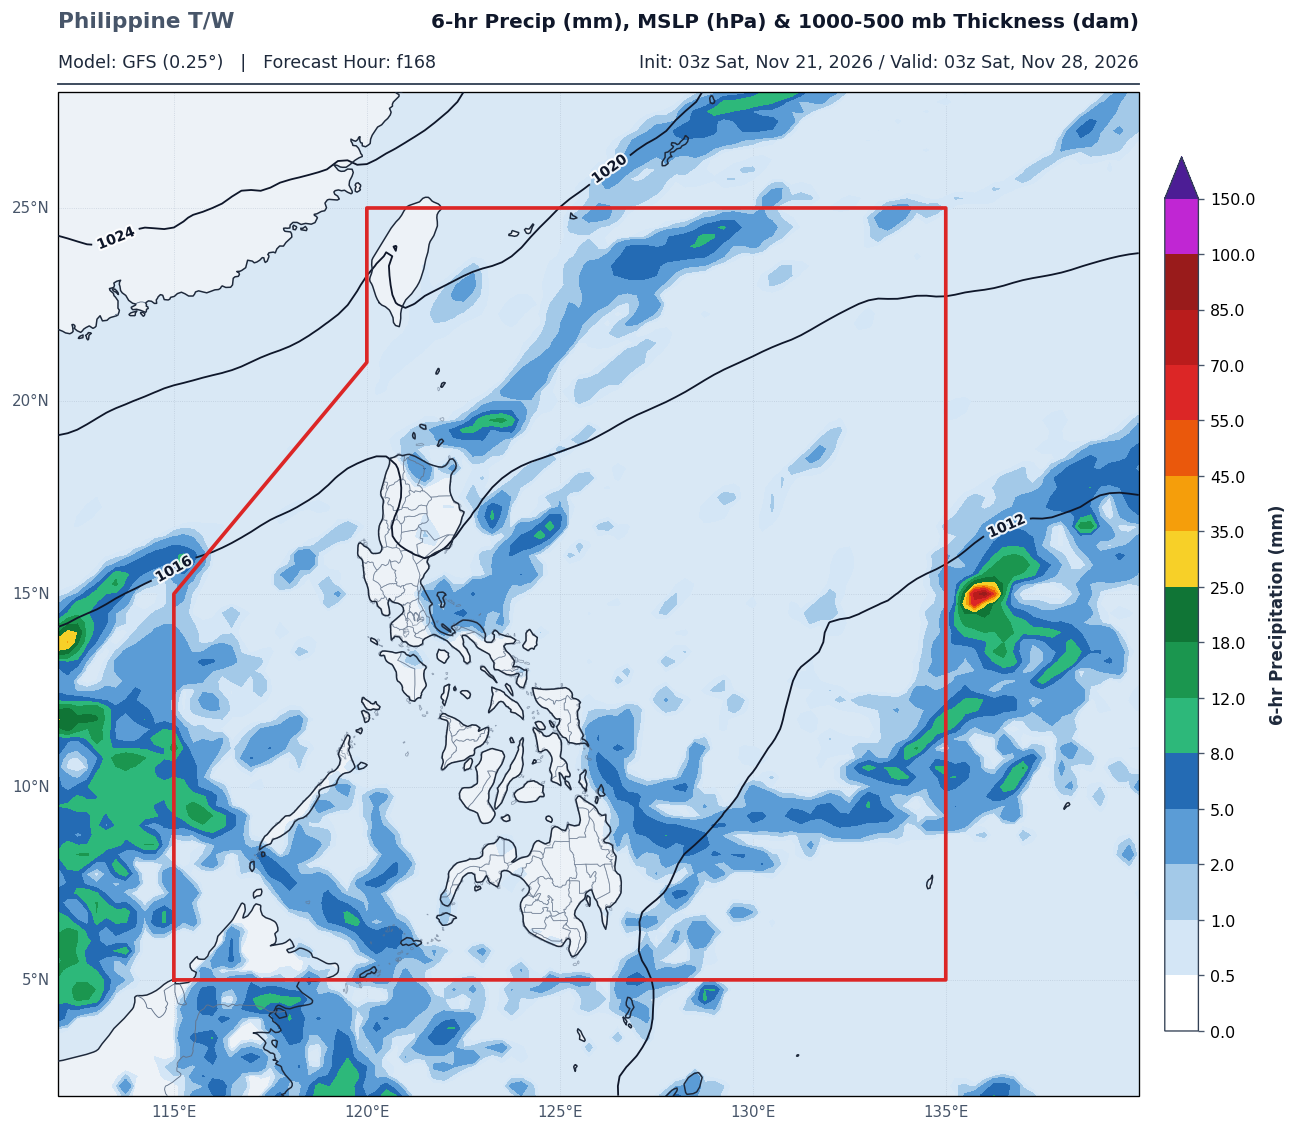 Philippine T/W
6-hr Precip (mm), MSLP (hPa) & 1000-500 mb Thickness (dam)
Model: GFS (0.25°)   |   Forecast Hour: f168
Init: 03z Sat, Nov 21, 2026 / Valid: 03z Sat, Nov 28, 2026
1020
1024
1016
1012
25°N
20°N
15°N
10°N
5°N
115°E
120°E
125°E
130°E
135°E
150.0
100.0
85.0
70.0
55.0
45.0
35.0
25.0
18.0
12.0
8.0
5.0
2.0
1.0
0.5
0.0
6-hr Precipitation (mm)